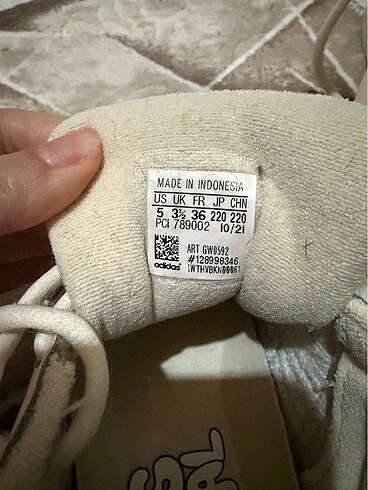 MADE IN INDONESIA
US UK FR JP CHN
5 3½ 36 220 220
PCI 789002 10/21
ART GW0592
#128998346
1WTHVBKN00061
adidas